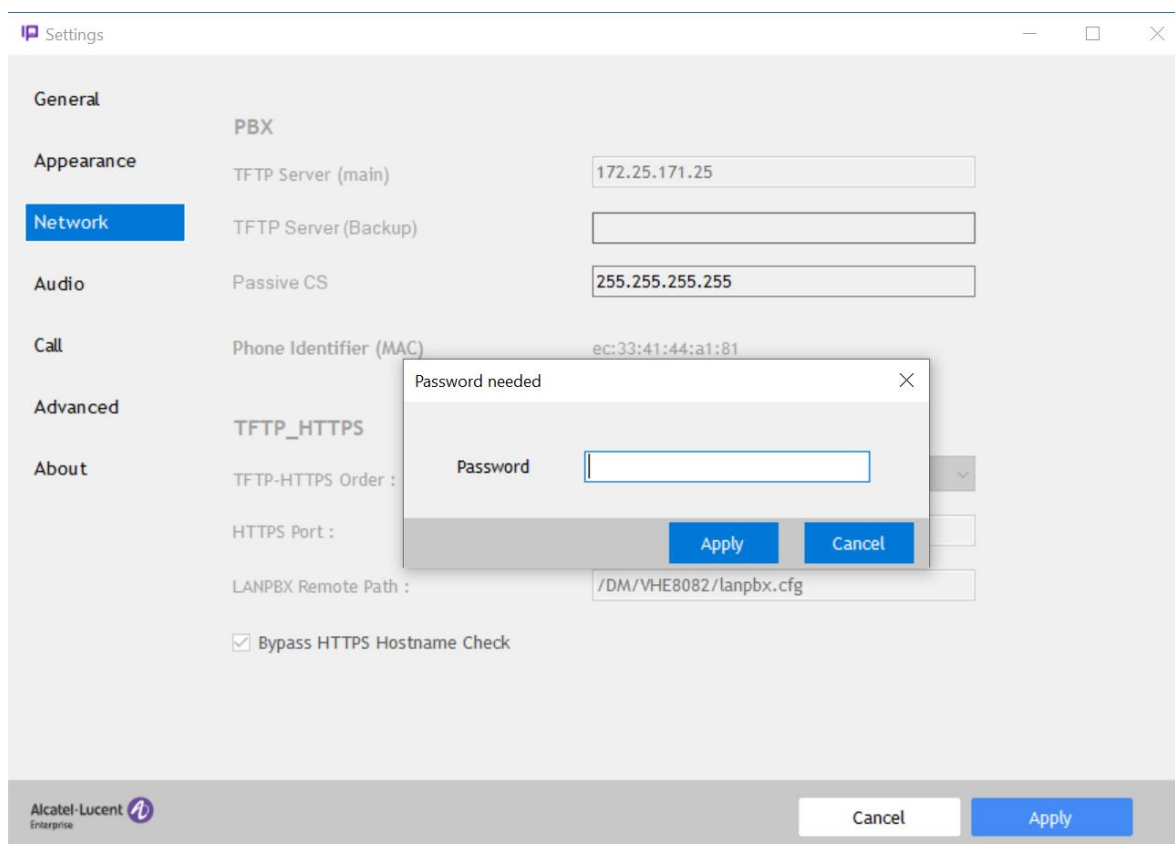 Settings
General
Appearance
Network
Audio
Call
Advanced
About
PBX
TFTP Server (main) 172.25.171.25
TFTP Server (Backup)
Passive CS 255.255.255.255
Phone Identifier (MAC) ec:33:41:44:a1:81
Password needed
Password
Apply Cancel
TFTP_HTTPS
TFTP-HTTPS Order :
HTTPS Port :
LANPBX Remote Path : /DM/VHE8082/lanpbx.cfg
Bypass HTTPS Hostname Check
Alcatel-Lucent
Enterprise
Cancel Apply